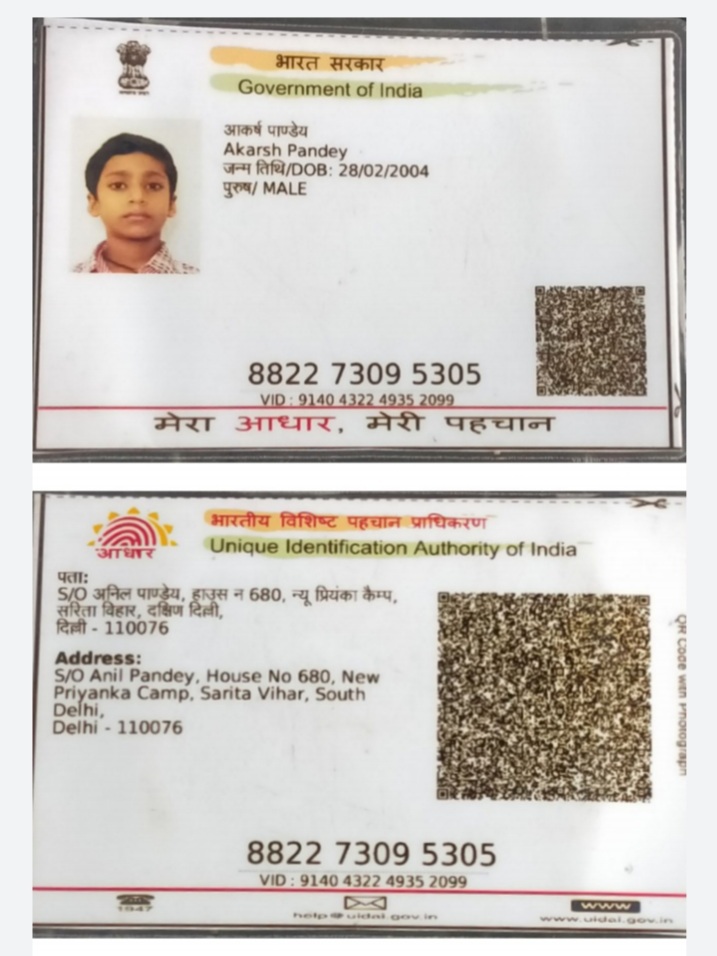 भारत सरकार
Government of India
आकर्ष पाण्डेय
Akarsh Pandey
जन्म तिथि/DOB: 28/02/2004
पुरुष/ MALE
8822 7309 5305
VID : 9140 4322 4935 2099
मेरा आधार, मेरी पहचान
भारतीय विशिष्ट पहचान प्राधिकरण
Unique Identification Authority of India
आधार
पता:
S/O अनिल पाण्डेय, हाउस न 680, न्यू प्रियंका कैम्प,
सरिता विहार, दक्षिण दिल्ली,
दिल्ली - 110076
Address:
S/O Anil Pandey, House No 680, New
Priyanka Camp, Sarita Vihar, South
Delhi,
Delhi - 110076
QR Code with Photograph
8822 7309 5305
VID : 9140 4322 4935 2099
1947
help@uidai.gov.in
www
www.uidai.gov.in